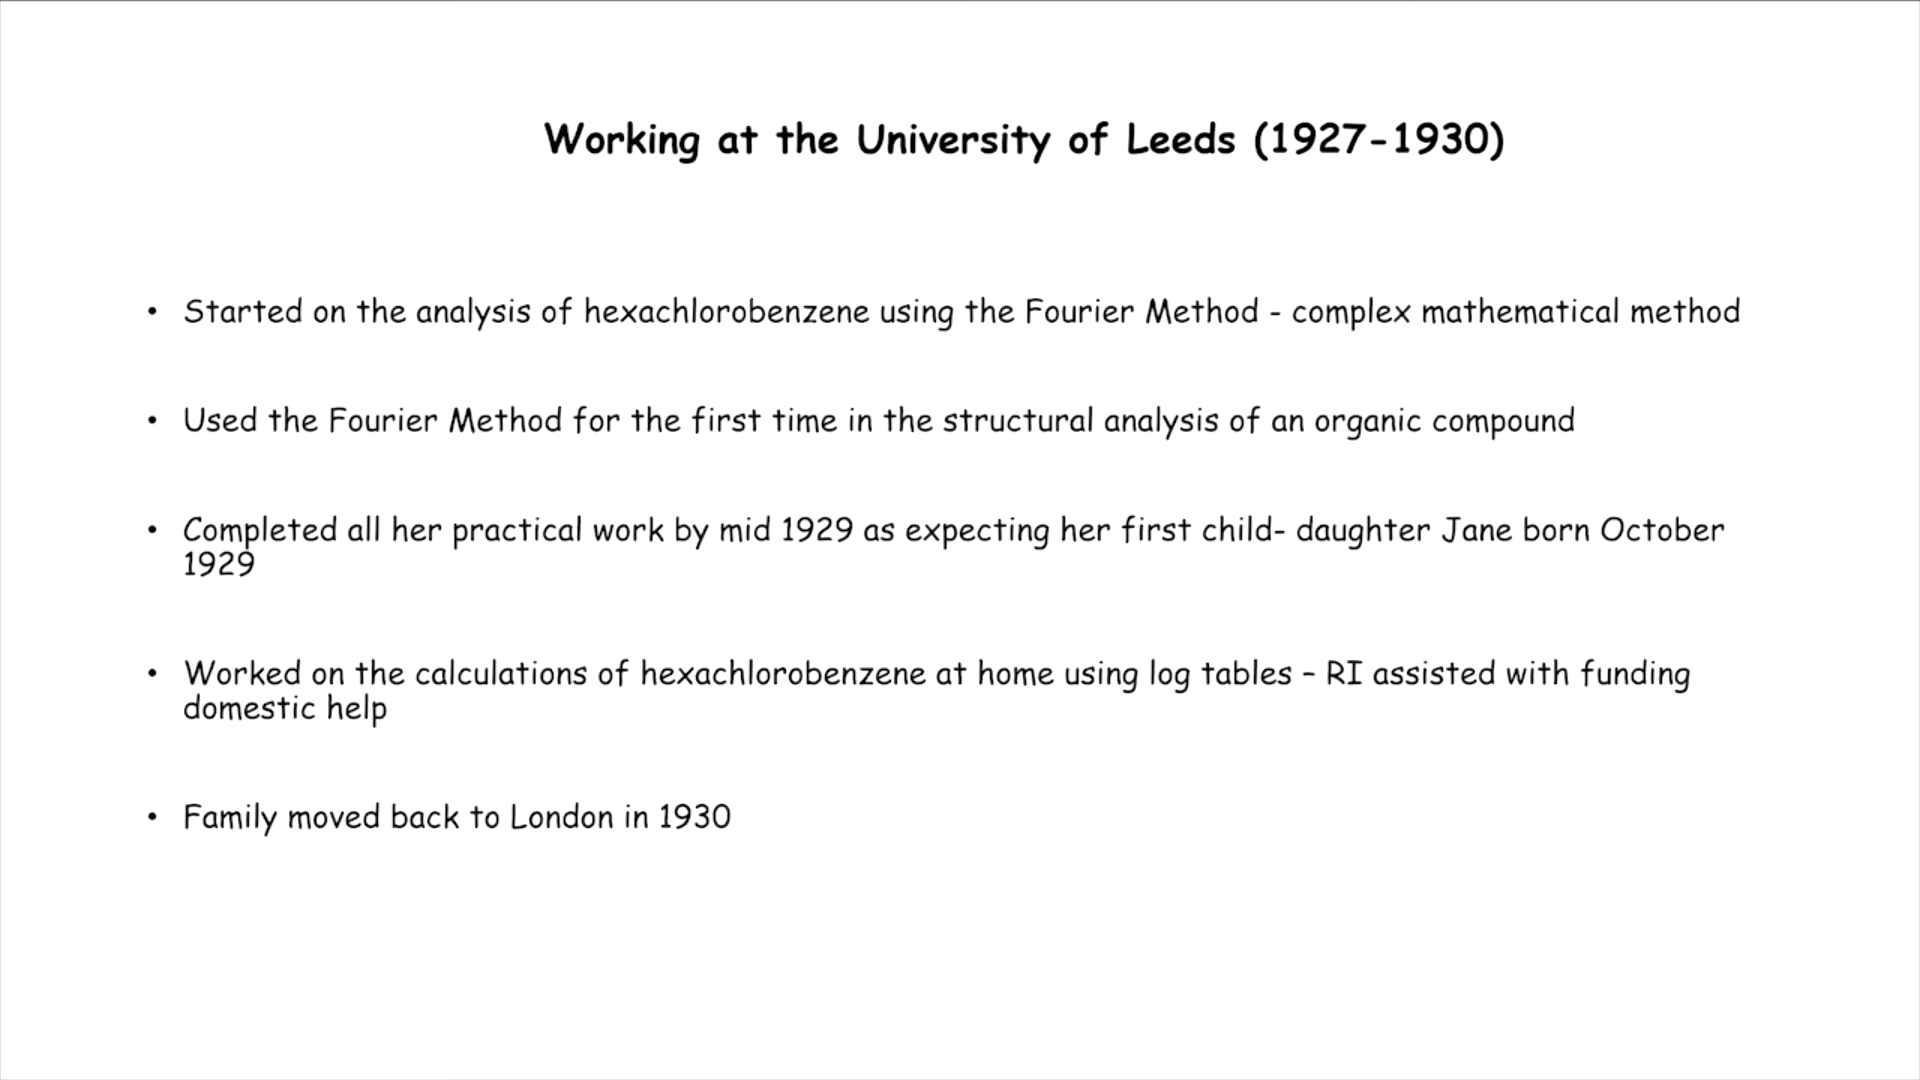 Working at the University of Leeds (1927-1930)
• Started on the analysis of hexachlorobenzene using the Fourier Method - complex mathematical method
• Used the Fourier Method for the first time in the structural analysis of an organic compound
• Completed all her practical work by mid 1929 as expecting her first child- daughter Jane born October
1929
• Worked on the calculations of hexachlorobenzene at home using log tables – RI assisted with funding
domestic help
• Family moved back to London in 1930